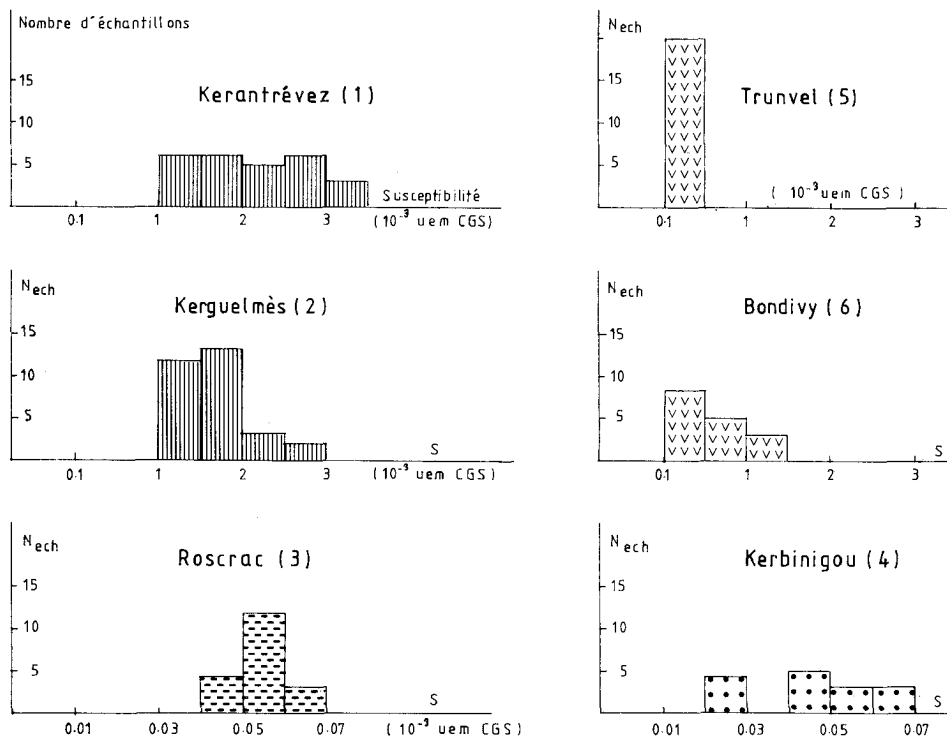 Nombre d'échantillons
15
10
5
Kerantrévez (1)
Susceptibilité
0.1 1 2 3 (10⁻³ uem CGS)
Nech
15
10
5
Trunvel (5)
(10⁻³ uem CGS)
0.1 1 2 3
Nech
15
10
5
Kerguelmès (2)
S
0.1 1 2 3 (10⁻³ uem CGS)
Nech
15
10
5
Bondivy (6)
0.1 1 2 3 S
Nech
15
10
5
Roscrac (3)
S
0.01 0.03 0.05 0.07 (10⁻³ uem CGS)
Nech
15
10
5
Kerbinigou (4)
S
0.01 0.03 0.05 0.07